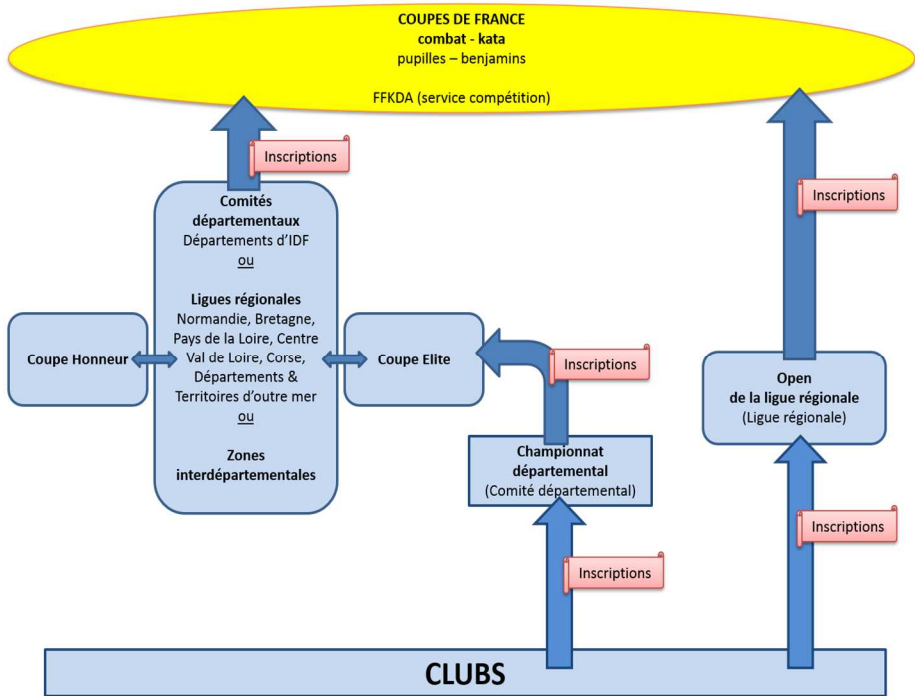 COUPES DE FRANCE
combat - kata
pupilles – benjamins
FFKDA (service compétition)
Inscriptions
Inscriptions
Comités
départementaux
Départements d'IDF
ou
Ligues régionales
Normandie, Bretagne,
Pays de la Loire, Centre
Val de Loire, Corse,
Départements &
Territoires d'outre mer
ou
Zones
interdépartementales
Coupe Honneur
Coupe Elite
Inscriptions
Open
de la ligue régionale
(Ligue régionale)
Championnat
départemental
(Comité départemental)
Inscriptions
Inscriptions
CLUBS